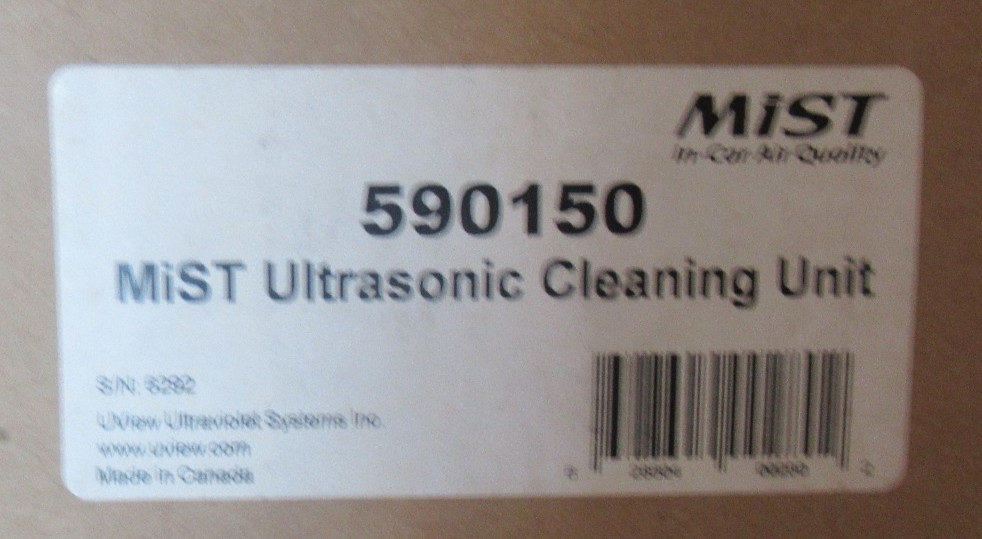 MiST
In-Car Air Quality
590150
MiST Ultrasonic Cleaning Unit
S/N: 6292
UView Ultraviolet Systems Inc.
www.uview.com
Made in Canada